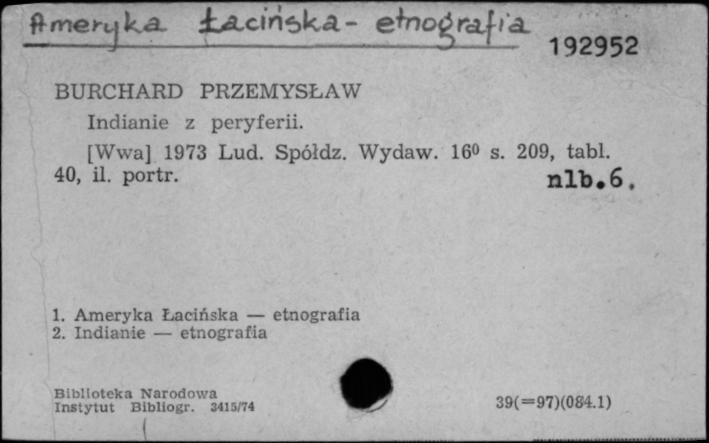 Ameryka Łacińska - etnografia
192952
BURCHARD PRZEMYSŁAW
Indianie z peryferii.
[Wwa] 1973 Lud. Spółdz. Wydaw. 16⁰ s. 209, tabl.
40, il. portr.
nlb.6.
1. Ameryka Łacińska — etnografia
2. Indianie — etnografia
Biblioteka Narodowa
Instytut Bibliogr. 3415/74
39(=97)(084.1)